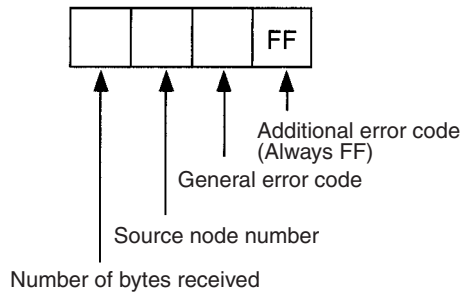 FF
Additional error code
(Always FF)
General error code
Source node number
Number of bytes received